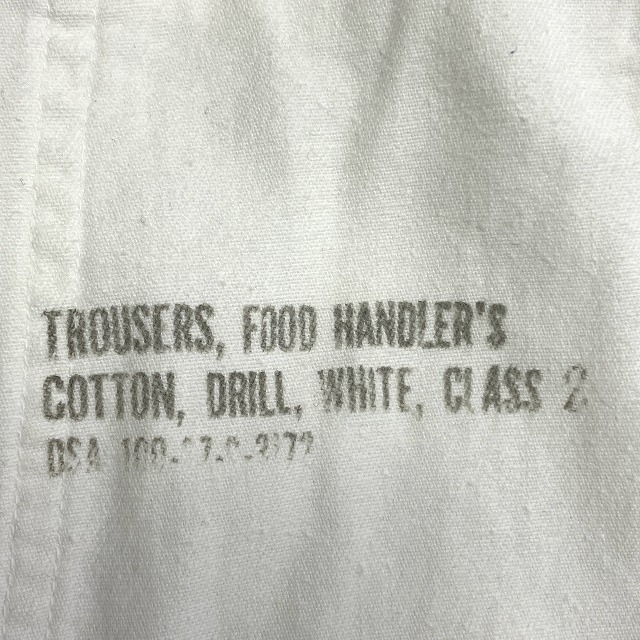 TROUSERS, FOOD HANDLER'S
COTTON, DRILL, WHITE, CLASS 2
DSA